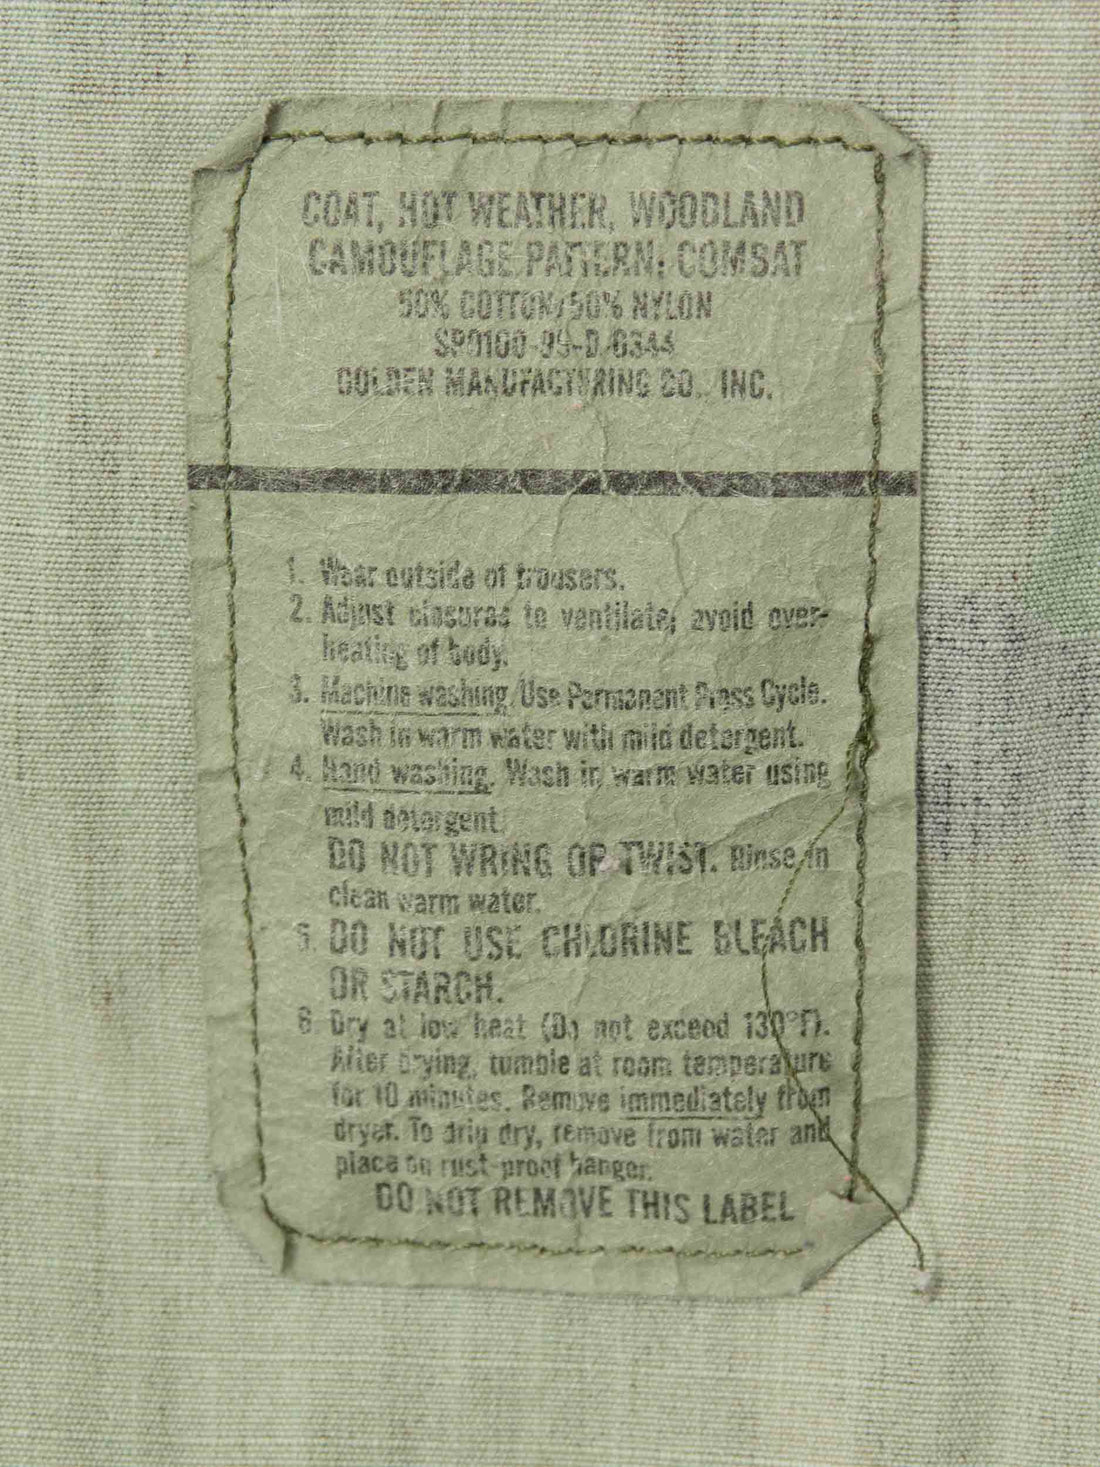 COAT, HOT WEATHER, WOODLAND
CAMOUFLAGE PATTERN: COMBAT
50% COTTON/50% NYLON
SP0100-99-D-0344
GOLDEN MANUFACTURING CO., INC.
1. Wear outside of trousers.
2. Adjust closures to ventilate; avoid over-
heating of body.
3. Machine washing. Use Permanent Press Cycle.
Wash in warm water with mild detergent.
4. Hand washing. Wash in warm water using
mild detergent.
DO NOT WRING OR TWIST. Rinse in
clean warm water.
5. DO NOT USE CHLORINE BLEACH
OR STARCH.
6. Dry at low heat (Do not exceed 130°F).
After drying, tumble at room temperature
for 10 minutes. Remove immediately from
dryer. To drip dry, remove from water and
place on rust-proof hanger.
DO NOT REMOVE THIS LABEL